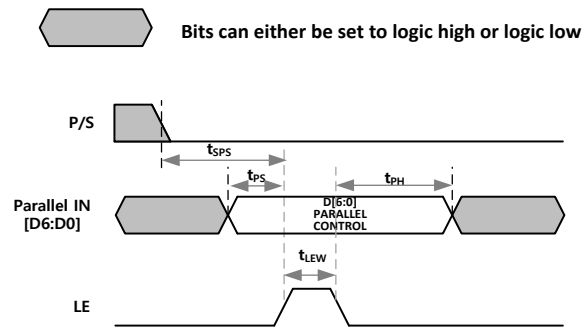 Bits can either be set to logic high or logic low
P/S
tSPS
tPS
tPH
Parallel IN
[D6:D0]
D[6:0]
PARALLEL
CONTROL
tLEW
LE